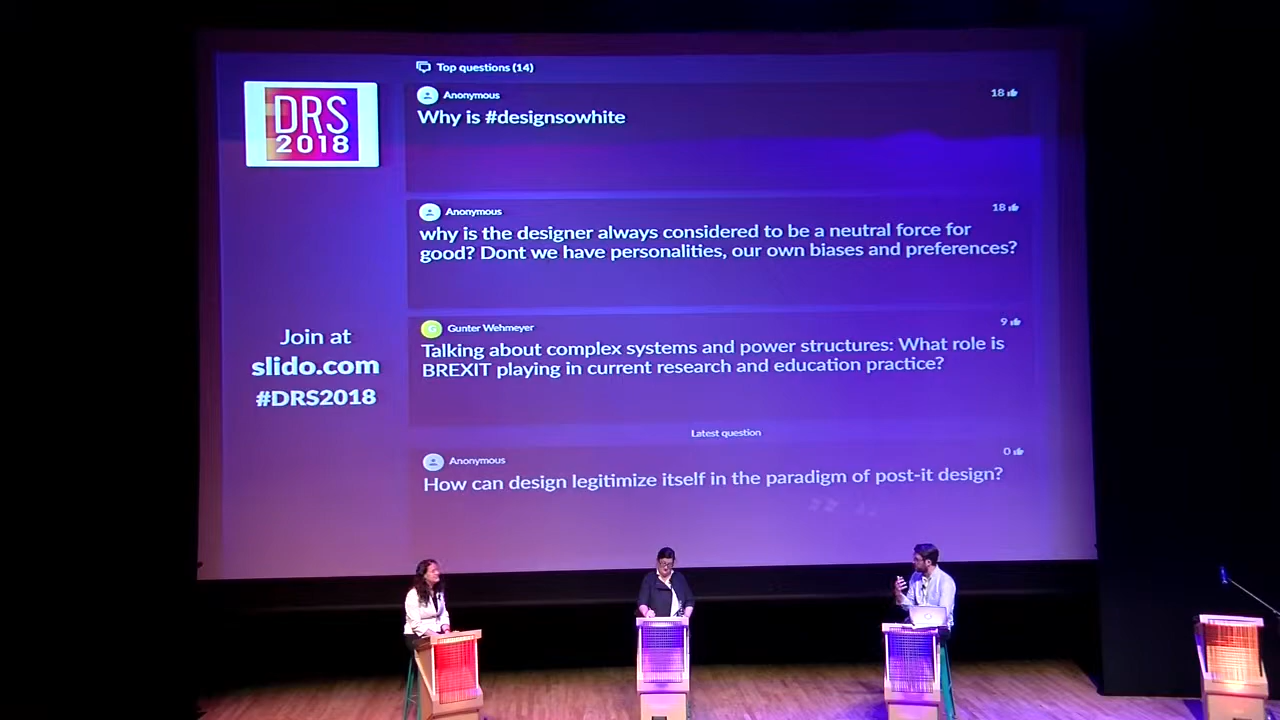 Top questions (14)
DRS
2018
Anonymous
18
Why is #designsowhite
Anonymous
18
why is the designer always considered to be a neutral force for
good? Dont we have personalities, our own biases and preferences?
G
Gunter Wehmeyer
9
Talking about complex systems and power structures: What role is
BREXIT playing in current research and education practice?
Join at
slido.com
#DRS2018
Latest question
Anonymous
0
How can design legitimize itself in the paradigm of post-it design?